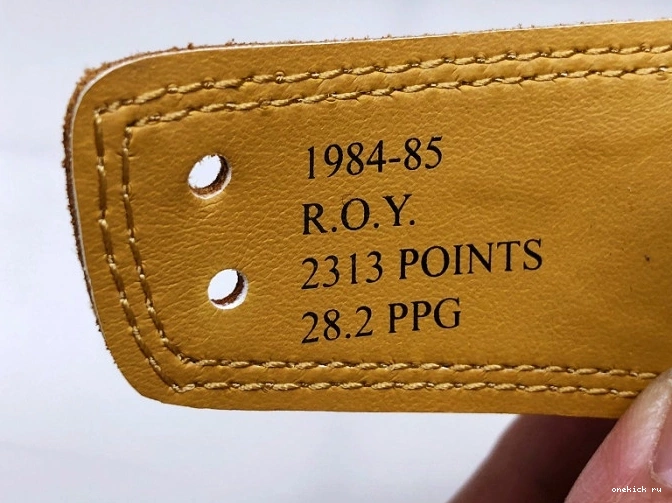 1984-85
R.O.Y.
2313 POINTS
28.2 PPG
onekick ru